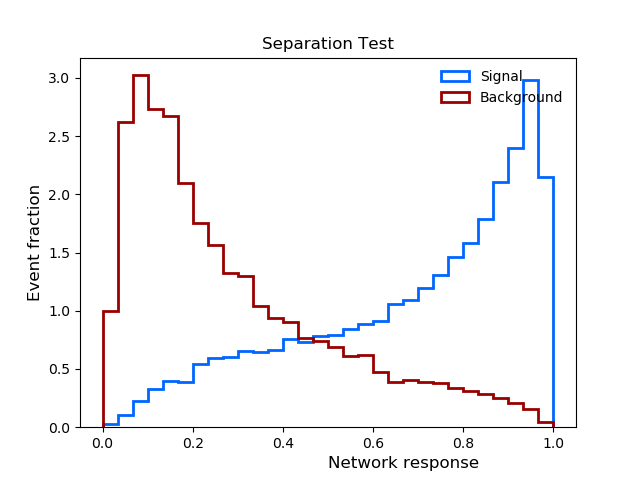 Separation Test
Signal
Background
3.0
2.5
2.0
1.5
1.0
0.5
0.0
Event fraction
0.0 0.2 0.4 0.6 0.8 1.0
Network response